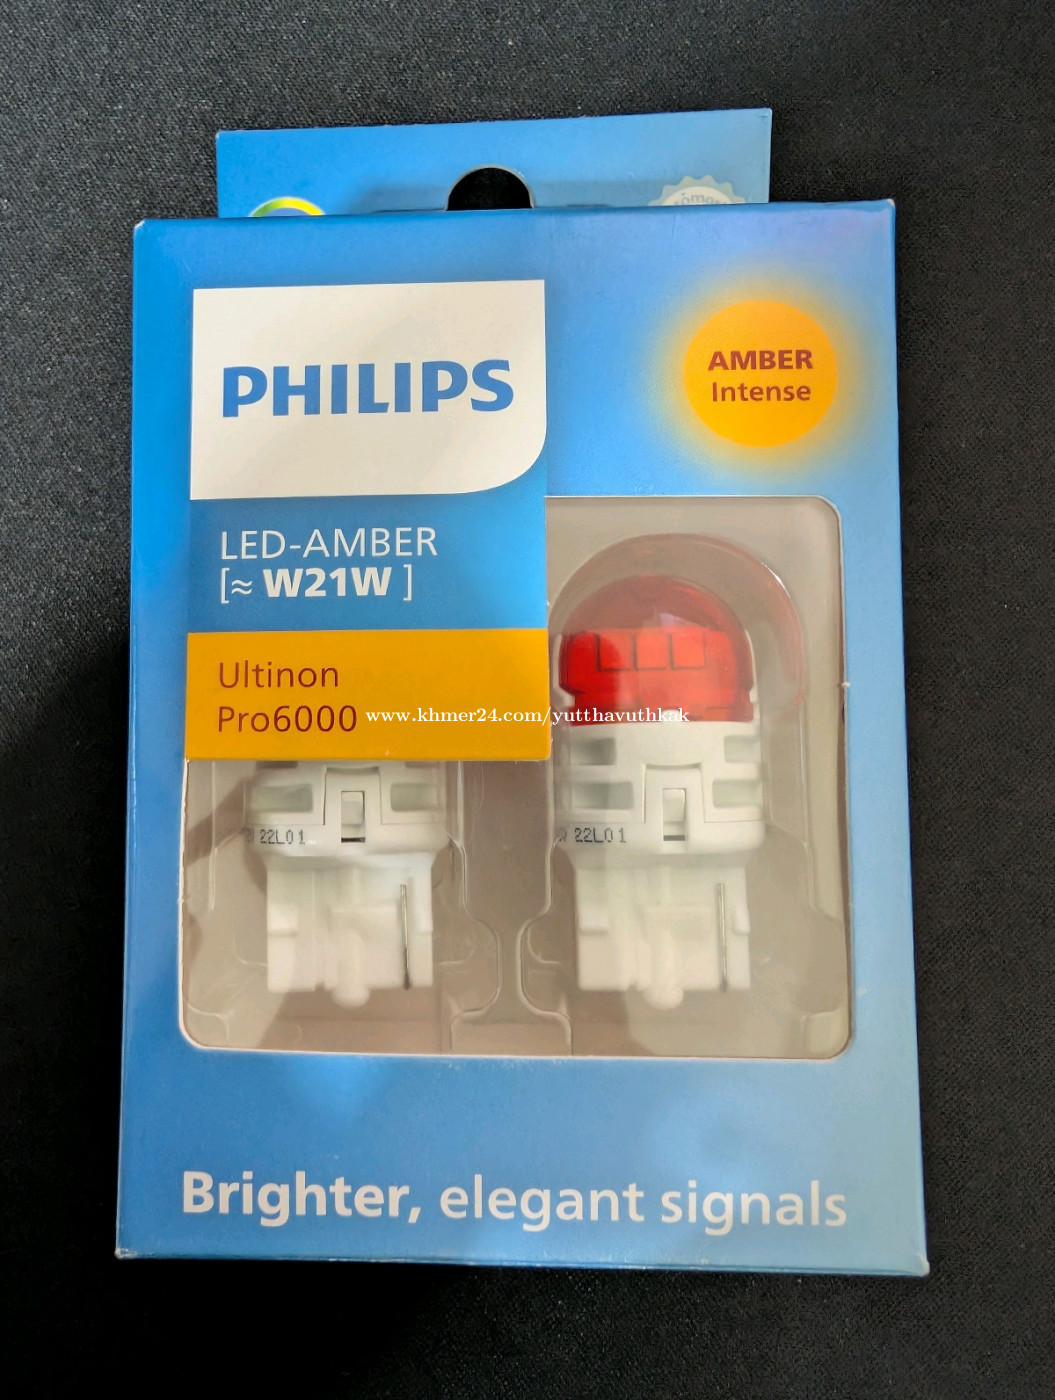 PHILIPS
AMBER
Intense
LED-AMBER
[≈ W21W ]
Ultinon
Pro6000
www.khmer24.com/yutthavuthkak
22L01
22L01
Brighter, elegant signals